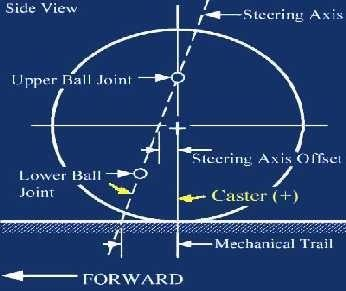 Side View
Steering Axis
Upper Ball Joint
Steering Axis Offset
Lower Ball
Joint
Caster (+)
Mechanical Trail
FORWARD